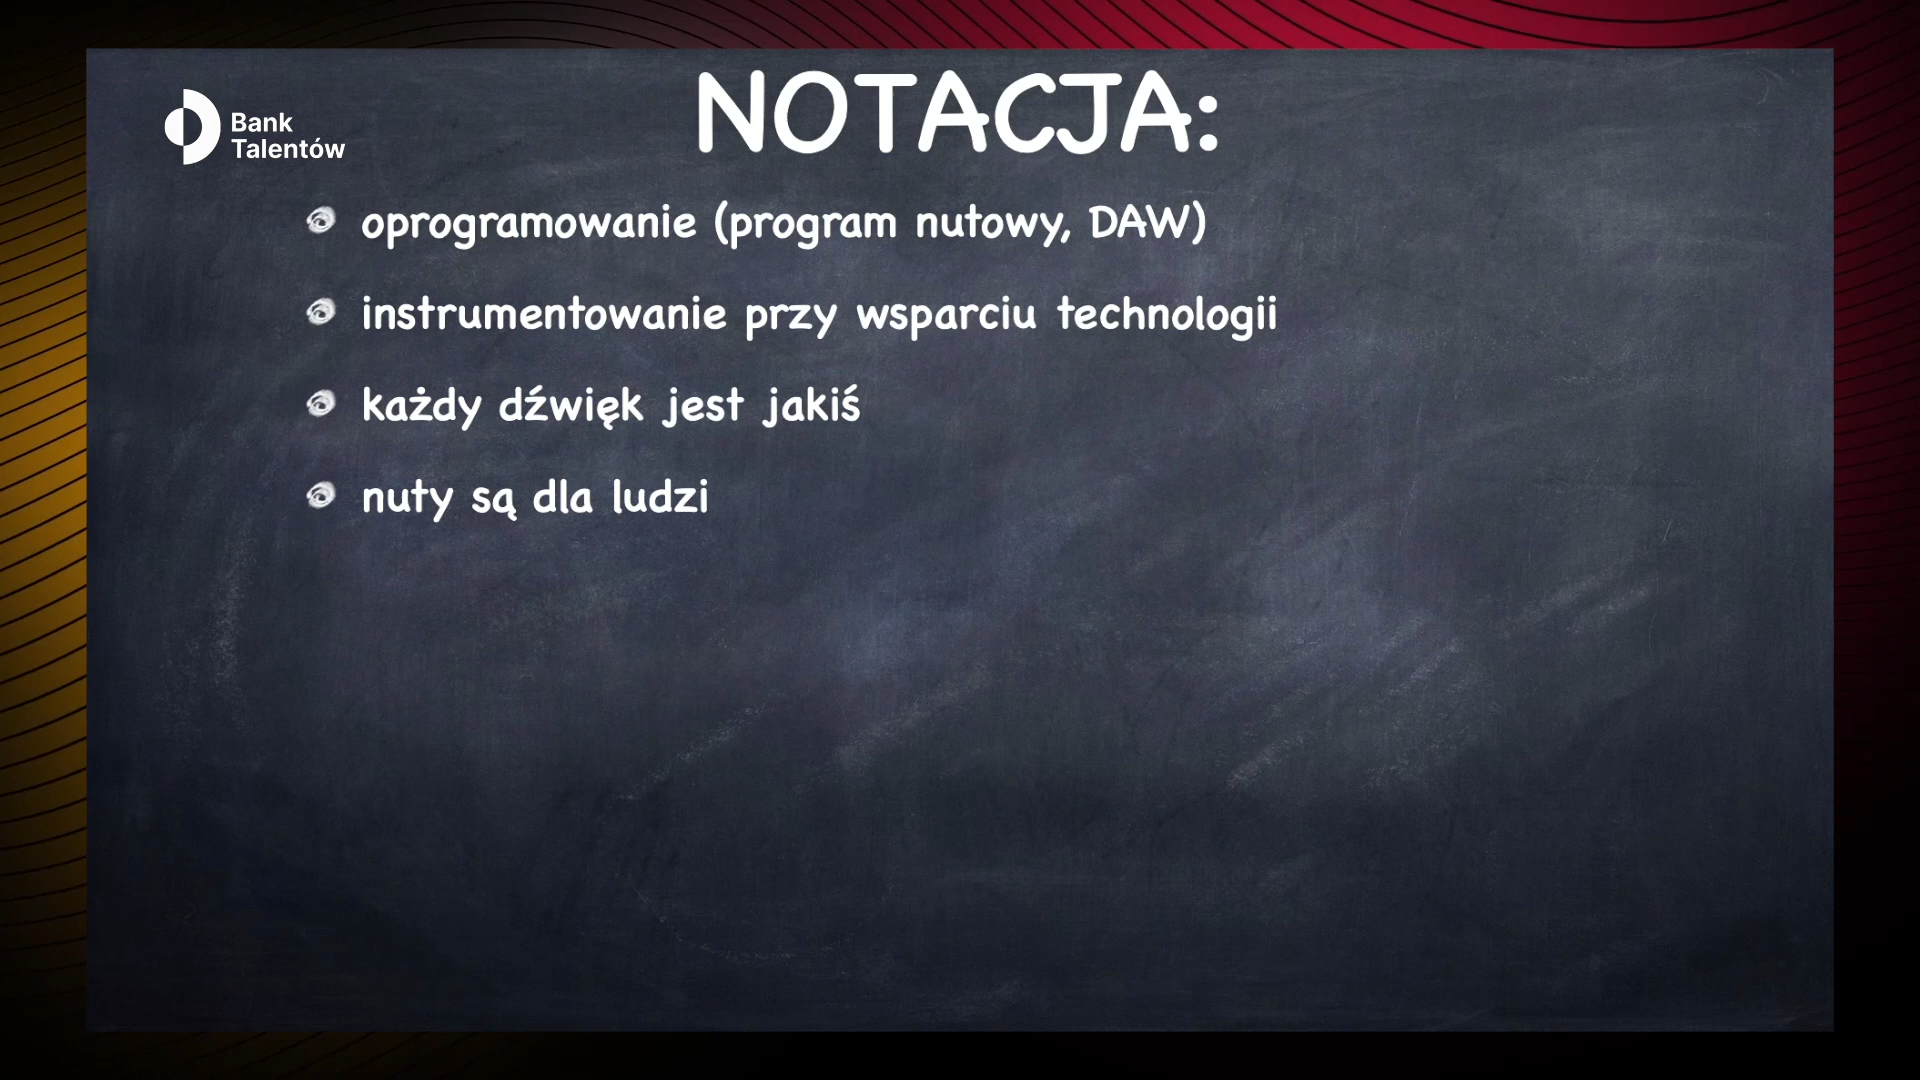 NOTACJA:
Bank
Talentów
oprogramowanie (program nutowy, DAW)
instrumentowanie przy wsparciu technologii
każdy dźwięk jest jakiś
nuty są dla ludzi